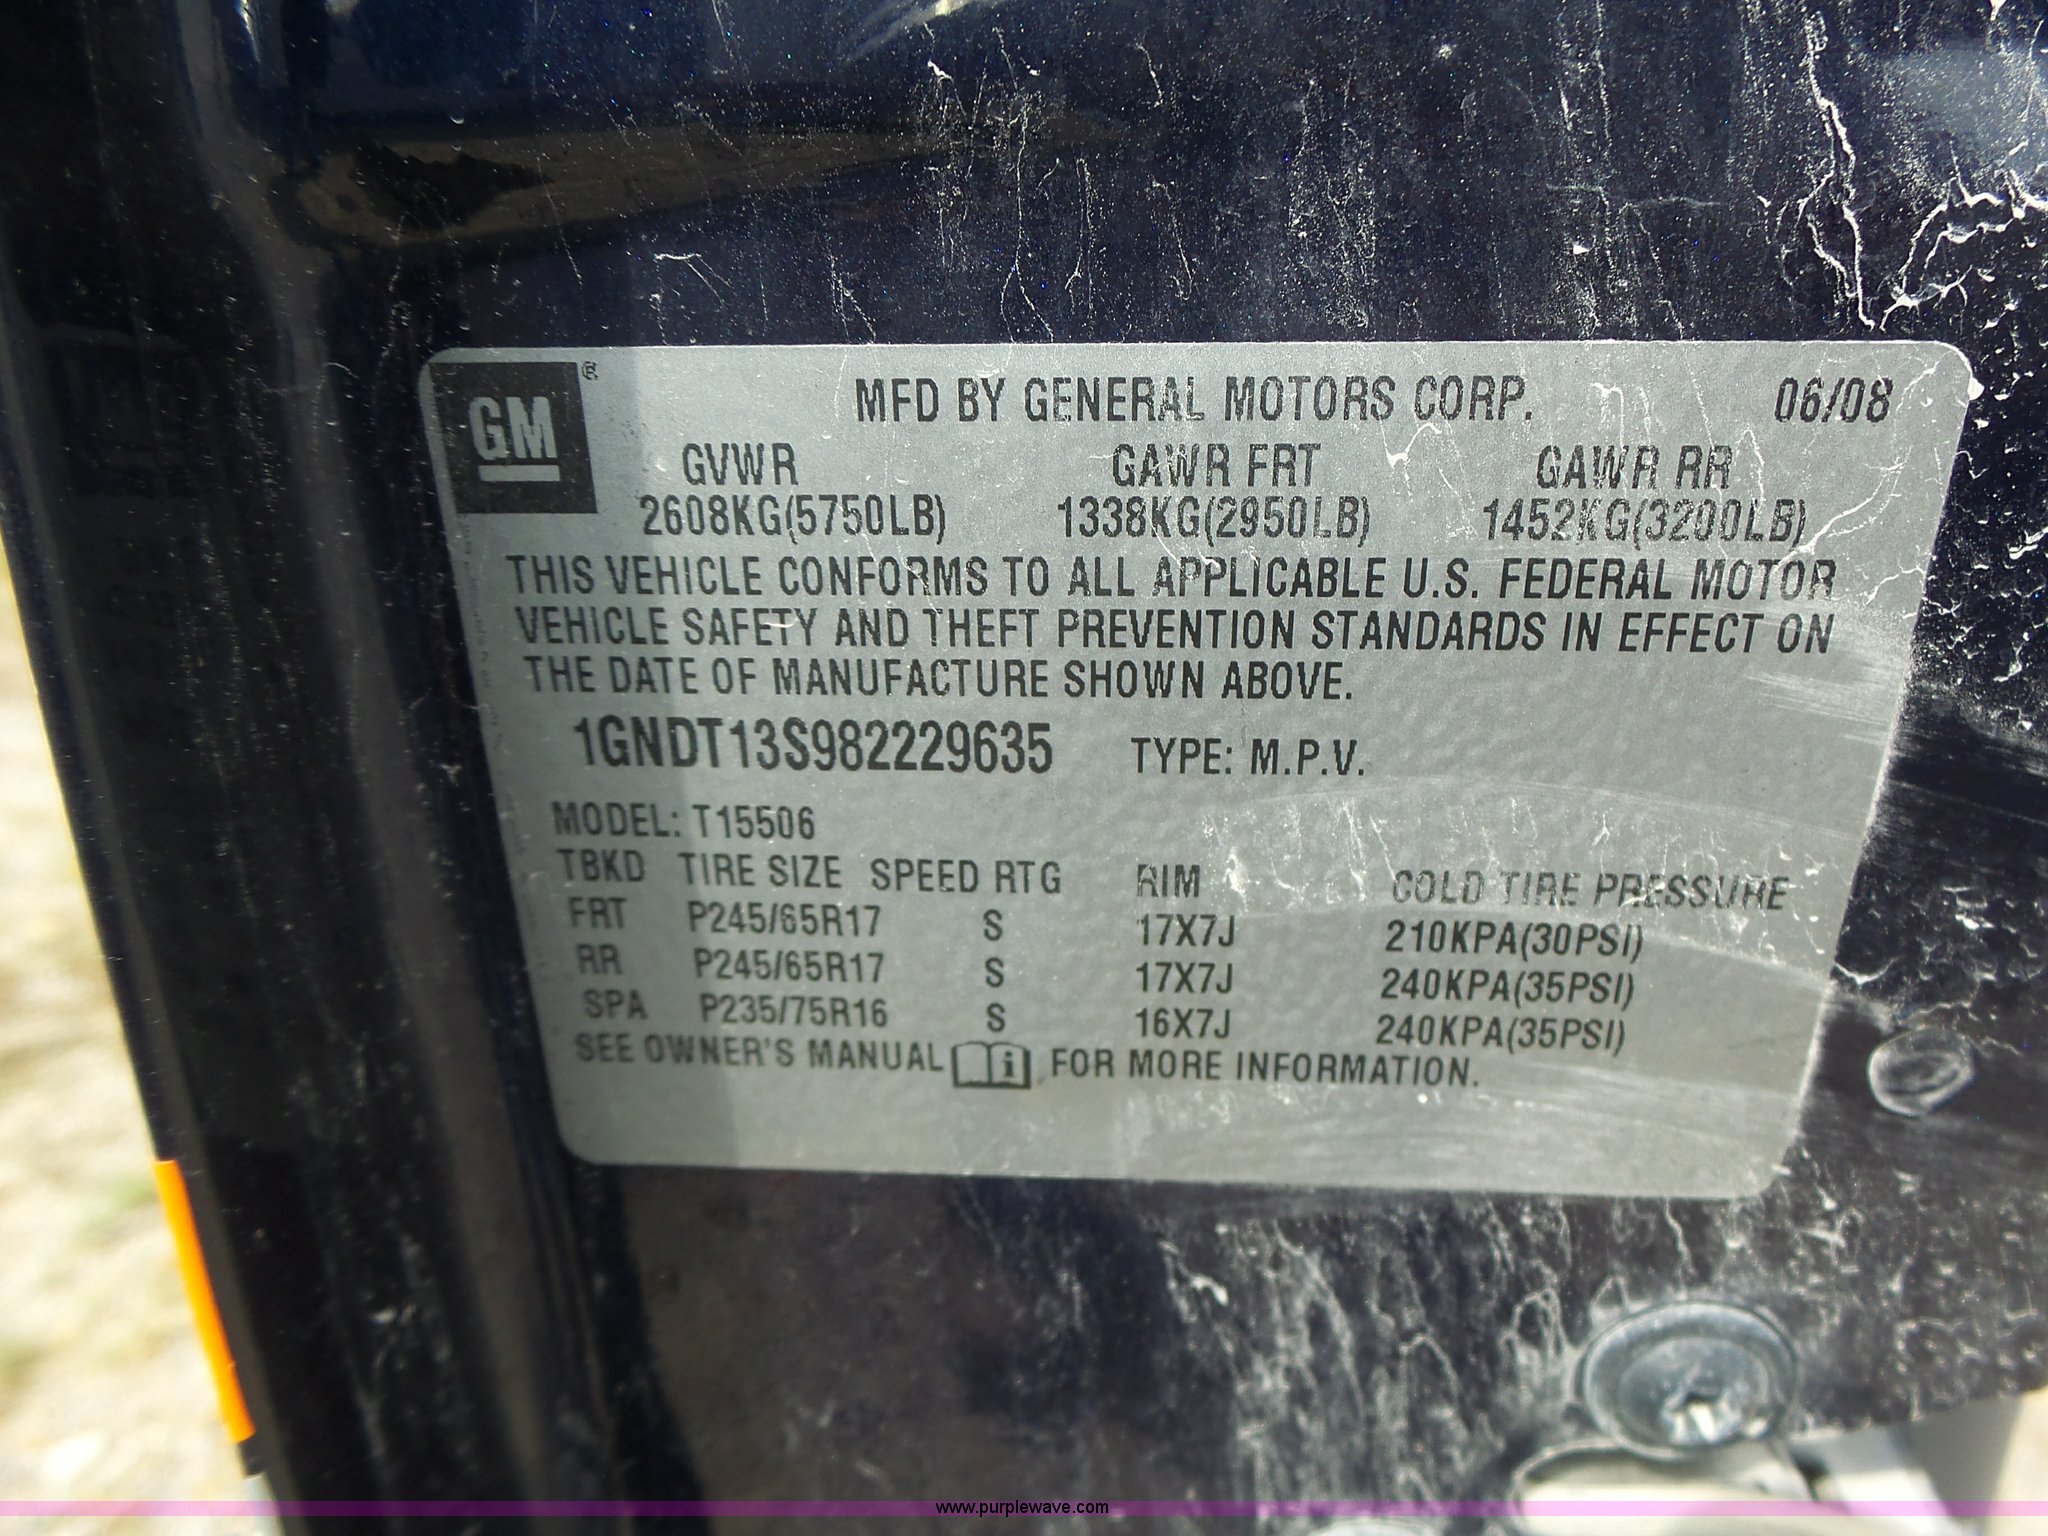 GM ®
MFD BY GENERAL MOTORS CORP. 06/08
GVWR GAWR FRT GAWR RR
2608KG(5750LB) 1338KG(2950LB) 1452KG(3200LB)
THIS VEHICLE CONFORMS TO ALL APPLICABLE U.S. FEDERAL MOTOR
VEHICLE SAFETY AND THEFT PREVENTION STANDARDS IN EFFECT ON
THE DATE OF MANUFACTURE SHOWN ABOVE.
1GNDT13S982229635 TYPE: M.P.V.
MODEL: T15506
TBKD TIRE SIZE SPEED RTG RIM COLD TIRE PRESSURE
FRT P245/65R17 S 17X7J 210KPA(30PSI)
RR P245/65R17 S 17X7J 240KPA(35PSI)
SPA P235/75R16 S 16X7J 240KPA(35PSI)
SEE OWNER'S MANUAL i FOR MORE INFORMATION.
www.purplewave.com